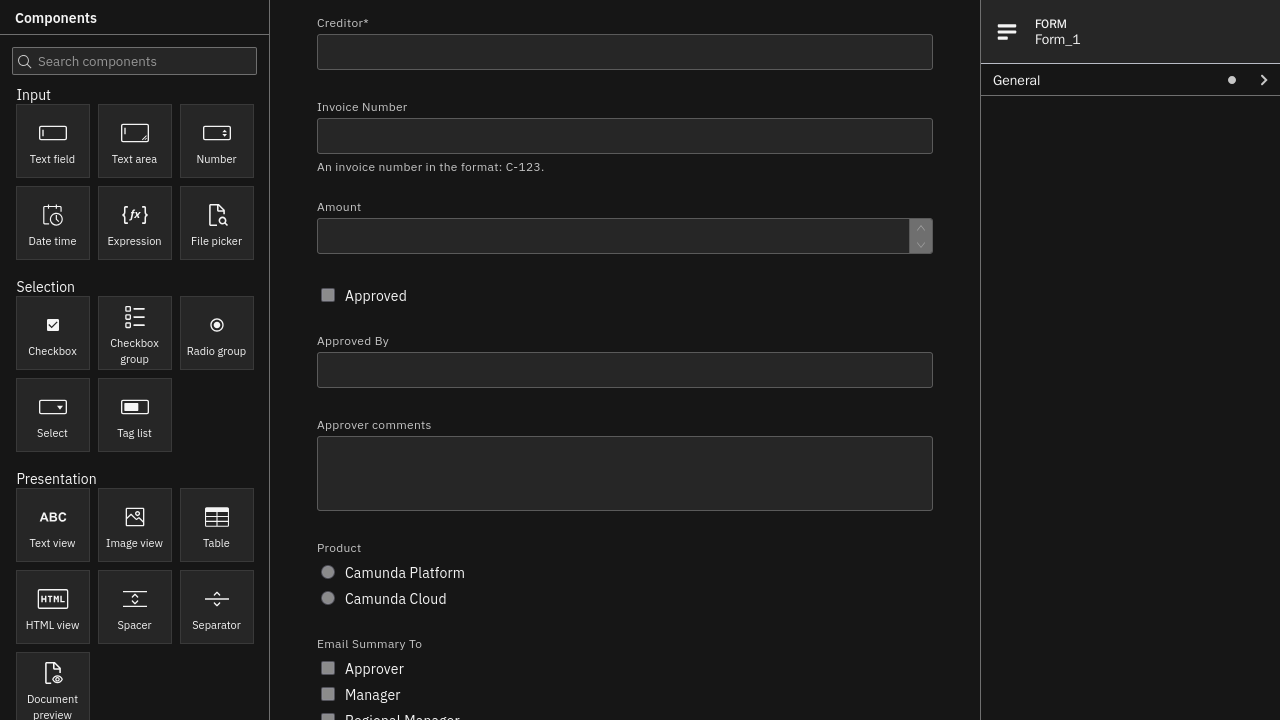 Components
Search components
Input
Text field
Text area
Number
Date time
{fx}
Expression
File picker
Selection
Checkbox
Checkbox
group
Radio group
Select
Tag list
Presentation
ABC
Text view
Image view
Table
HTML
HTML view
Spacer
Separator
Document
preview
Creditor*
Invoice Number
An invoice number in the format: C-123.
Amount
Approved
Approved By
Approver comments
Product
Camunda Platform
Camunda Cloud
Email Summary To
Approver
Manager
Regional Manager
FORM
Form_1
General